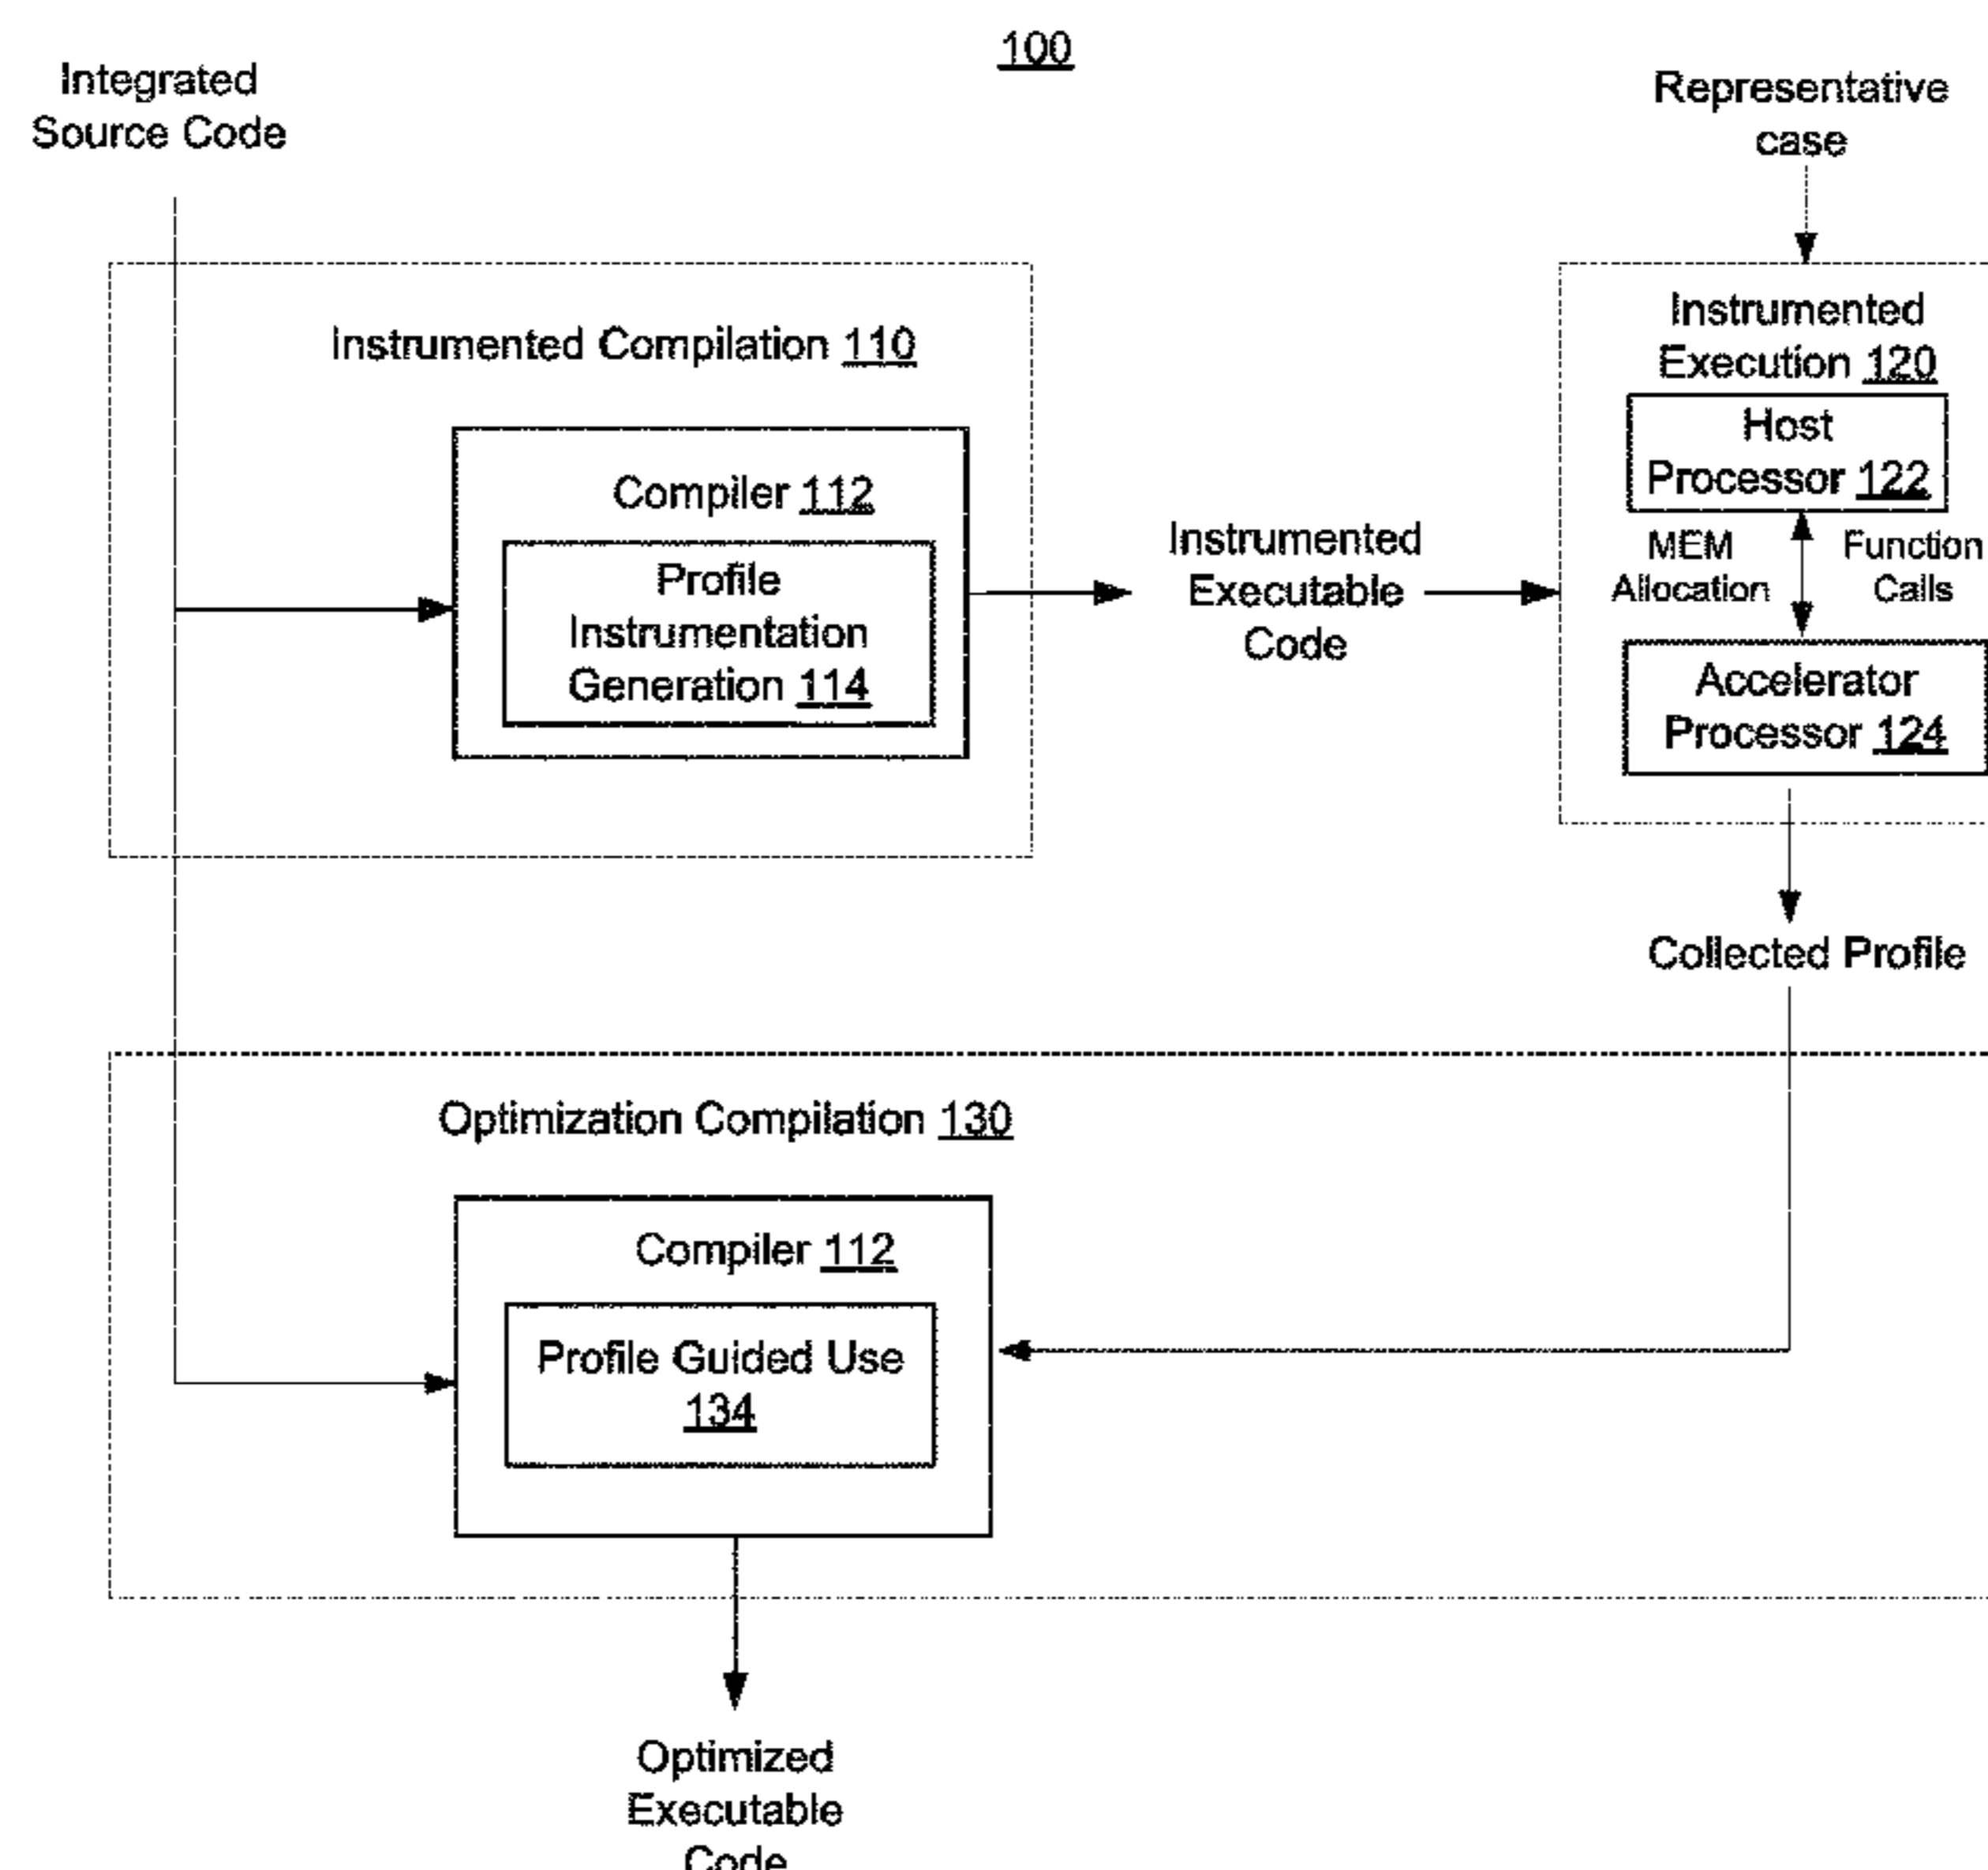 100
Integrated
Source Code
Representative
case
Instrumented Compilation 110
Compiler 112
Profile
Instrumentation
Generation 114
Instrumented
Executable
Code
Instrumented
Execution 120
Host
Processor 122
MEM
Allocation
Function
Calls
Accelerator
Processor 124
Collected Profile
Optimization Compilation 130
Compiler 112
Profile Guided Use
134
Optimized
Executable
Code